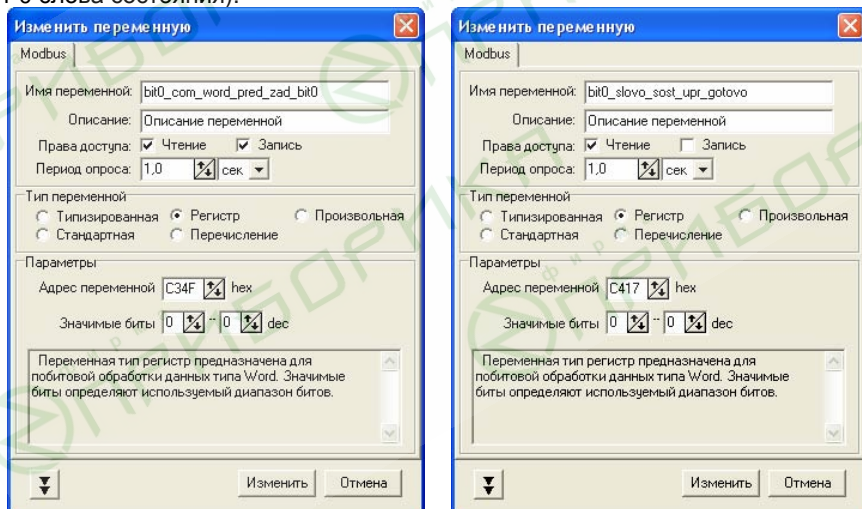 1-е слова состояния).
Изменить переменную
Modbus
Имя переменной: bit0_com_word_pred_zad_bit0
Описание: Описание переменной
Права доступа: Чтение Запись
Период опроса: 1,0 сек
Тип переменной
Типизированная Регистр Произвольная
Стандартная Перечисление
Параметры
Адрес переменной C34F hex
Значимые биты 0 .. 0 dec
Переменная тип регистр предназначена для
побитовой обработки данных типа Word. Значимые
биты определяют используемый диапазон битов.
Изменить Отмена
Изменить переменную
Modbus
Имя переменной: bit0_slovo_sost_upr_gotovo
Описание: Описание переменной
Права доступа: Чтение Запись
Период опроса: 1,0 сек
Тип переменной
Типизированная Регистр Произвольная
Стандартная Перечисление
Параметры
Адрес переменной C417 hex
Значимые биты 0 .. 0 dec
Переменная тип регистр предназначена для
побитовой обработки данных типа Word. Значимые
биты определяют используемый диапазон битов.
Изменить Отмена
фирма
ПРИБОРИКА